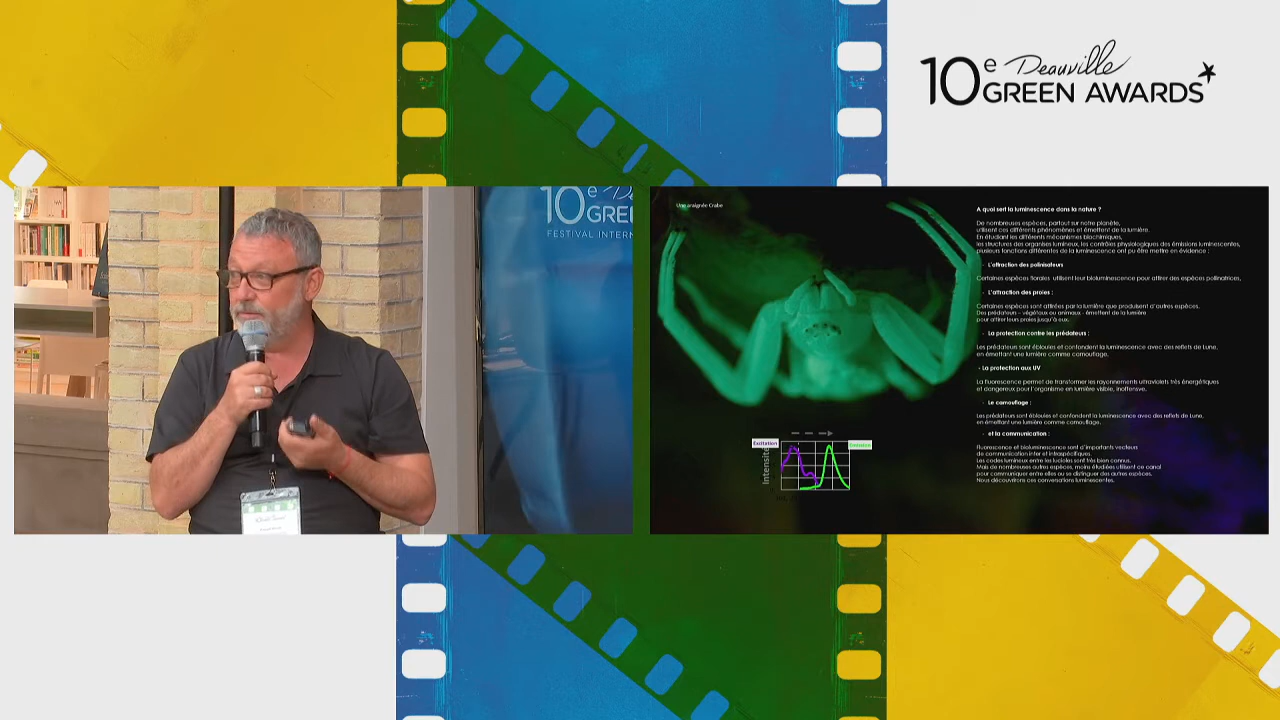 10e Deauville
GREEN AWARDS
10e
GREE
FESTIVAL INTERN
Une araignée Crabe
A quoi sert la luminescence dans la nature ?
De nombreuses espèces, partout sur notre planète,
utilisent ces différents phénomènes et émettent de la lumière.
En étudiant les différents mécanismes biochimiques,
les structures des organes lumineux, les contrôles physiologiques des émissions luminescentes,
plusieurs fonctions différentes de la luminescence ont pu être mettre en évidence :
- L'attraction des polinisateurs
Certaines espèces florales utilisent leur bioluminescence pour attirer des espèces pollinatrices.
- L'attraction des proies :
Certaines espèces sont attirées par la lumière que produisent d'autres espèces.
Des prédateurs – végétaux ou animaux - émettent de la lumière
pour attirer leurs proies jusqu'à eux.
- La protection contre les prédateurs :
Les prédateurs sont éblouies et confondent la luminescence avec des reflets de Lune,
en émettant une lumière comme camouflage.
- La protection aux UV
La fluorescence permet de transformer les rayonnements ultraviolets très énergétiques
et dangereux pour l'organisme en lumière visible, inoffensive.
- Le camouflage :
Les prédateurs sont éblouies et confondent la luminescence avec des reflets de Lune,
en émettant une lumière comme camouflage.
- et la communication :
Fluorescence et bioluminescence sont d'importants vecteurs
de communication inter et intraspécifiques.
Les codes lumineux entre les lucioles sont très bien connus.
Mais de nombreuses autres espèces, moins étudiées utilisent ce canal
pour communiquer entre elles ou se distinguer des autres espèces.
Nous découvrirons ces conversations luminescentes.
Excitation
Emission
Intensité